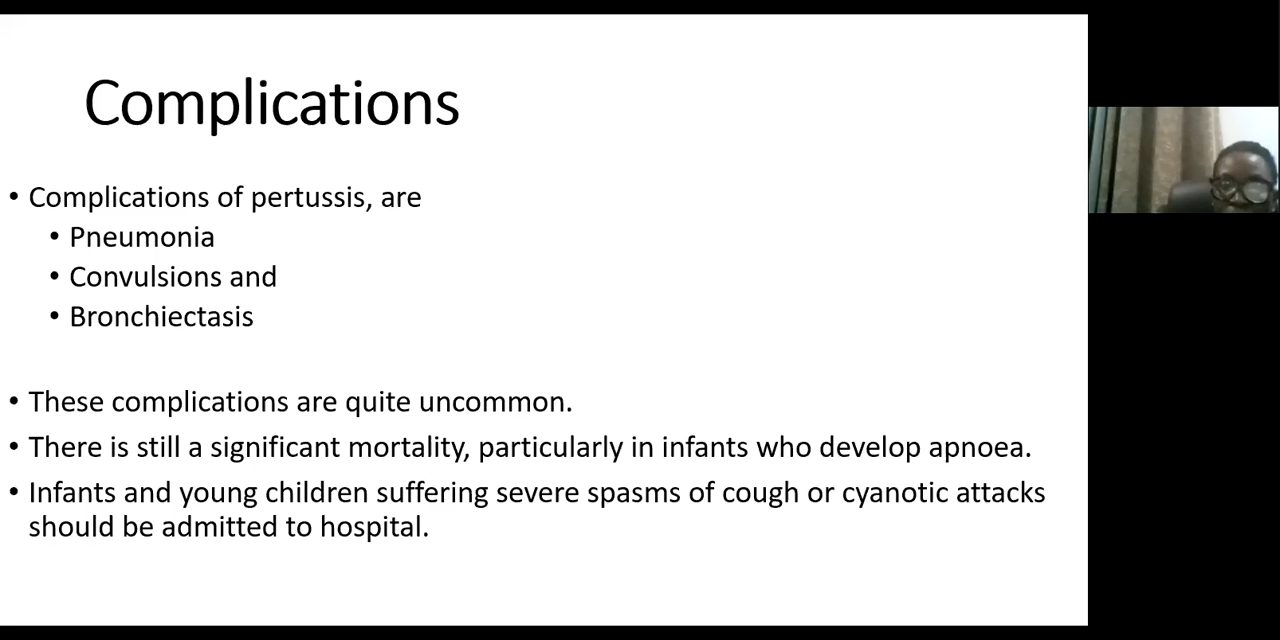 Complications
• Complications of pertussis, are
• Pneumonia
• Convulsions and
• Bronchiectasis
• These complications are quite uncommon.
• There is still a significant mortality, particularly in infants who develop apnoea.
• Infants and young children suffering severe spasms of cough or cyanotic attacks
should be admitted to hospital.